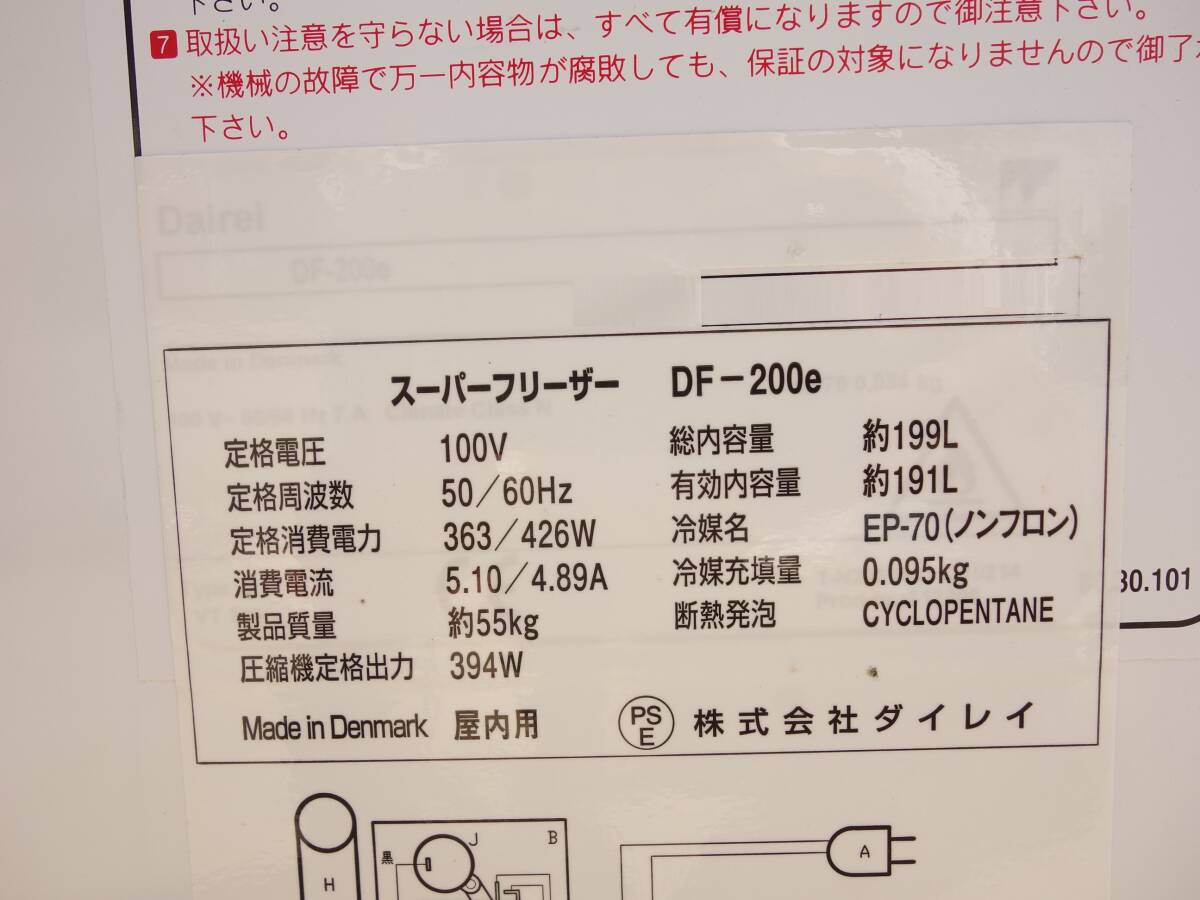 下さい。
7 取扱い注意を守らない場合は、すべて有償になりますので御注意下さい。
※機械の故障で万一内容物が腐敗しても、保証の対象になりませんので御了
下さい。
Dairei
DF-200e
Made in Denmark
スーパーフリーザー DF-200e
定格電圧 100V 総内容量 約199L
定格周波数 50/60Hz 有効内容量 約191L
定格消費電力 363/426W 冷媒名 EP-70(ノンフロン)
消費電流 5.10/4.89A 冷媒充填量 0.095kg
製品質量 約55kg 断熱発泡 CYCLOPENTANE
圧縮機定格出力 394W
30.101
Made in Denmark 屋内用 PSE 株式会社ダイレイ
J B
黒 A
H